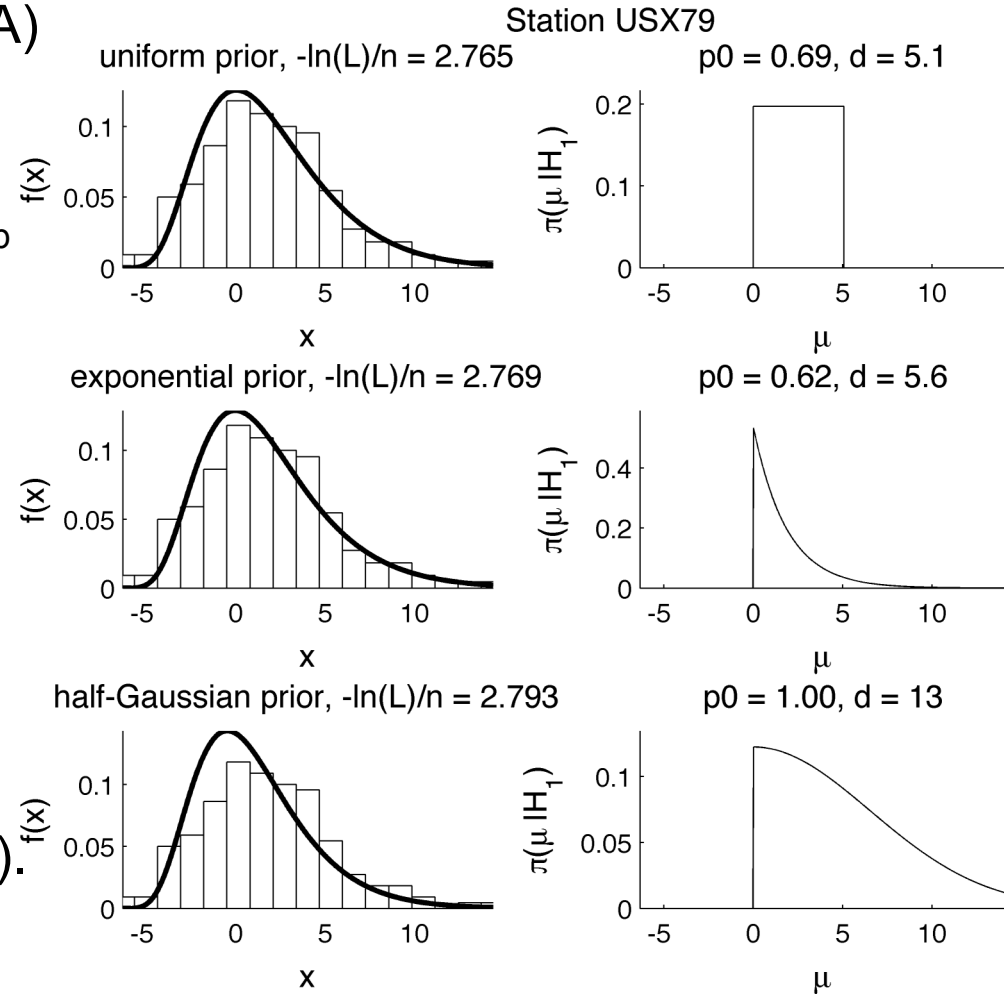 A)
Station USX79
uniform prior, -ln(L)/n = 2.765
p0 = 0.69, d = 5.1
f(x)
0.1
0.05
0
-5 0 5 10
x
π(μ |H1)
0.2
0.1
0
-5 0 5 10
μ
exponential prior, -ln(L)/n = 2.769
p0 = 0.62, d = 5.6
f(x)
0.1
0.05
0
-5 0 5 10
x
π(μ |H1)
0.4
0.2
0
-5 0 5 10
μ
half-Gaussian prior, -ln(L)/n = 2.793
p0 = 1.00, d = 13
f(x)
0.1
0.05
0
-5 0 5 10
x
π(μ |H1)
0.1
0.05
0
-5 0 5 10
μ
).